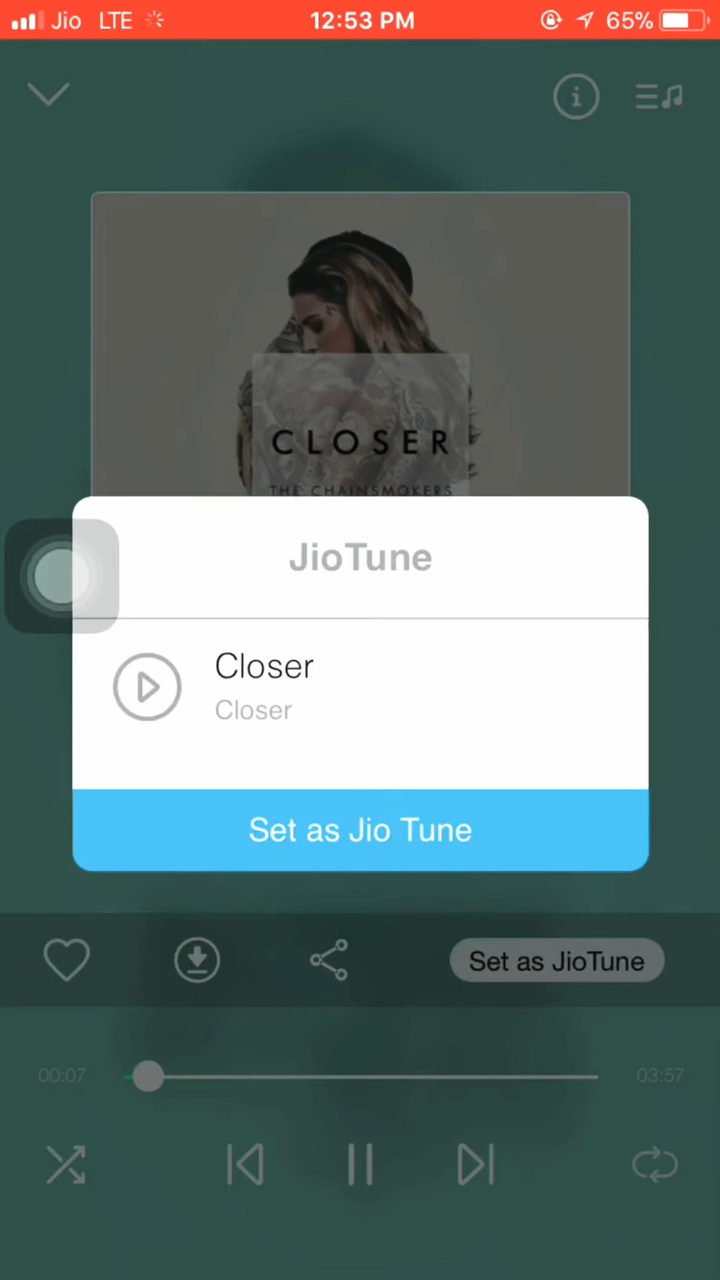 Jio LTE 12:53 PM 65%
CLOSER
THE CHAINSMOKERS
JioTune
Closer
Closer
Set as Jio Tune
Set as JioTune
00:07 03:57